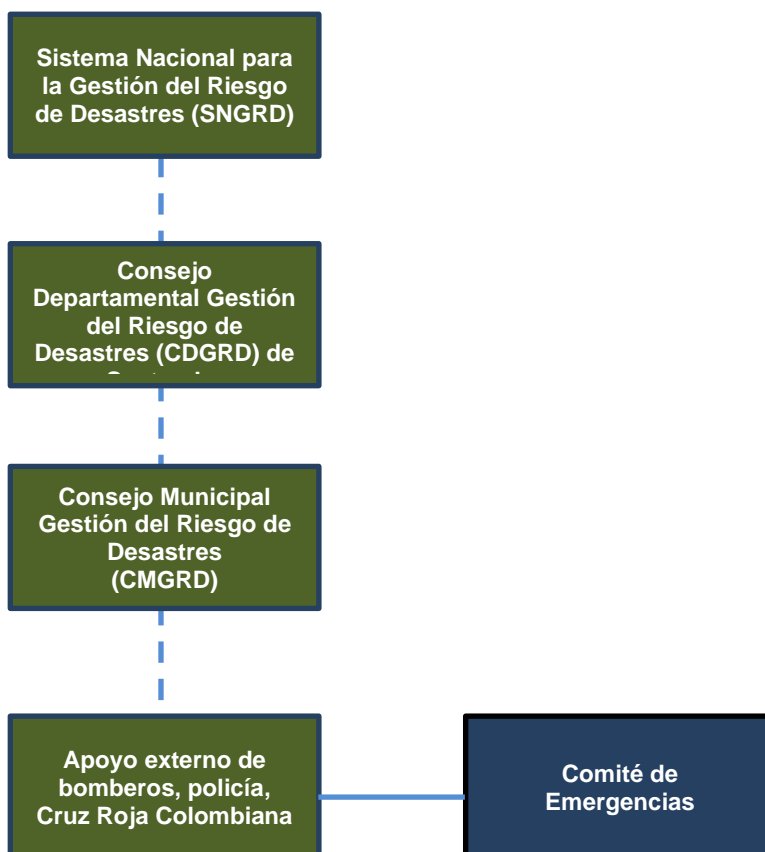 Sistema Nacional para
la Gestión del Riesgo
de Desastres (SNGRD)
Consejo
Departamental Gestión
del Riesgo de
Desastres (CDGRD) de
Consejo Municipal
Gestión del Riesgo de
Desastres
(CMGRD)
Apoyo externo de
bomberos, policía,
Cruz Roja Colombiana
Comité de
Emergencias